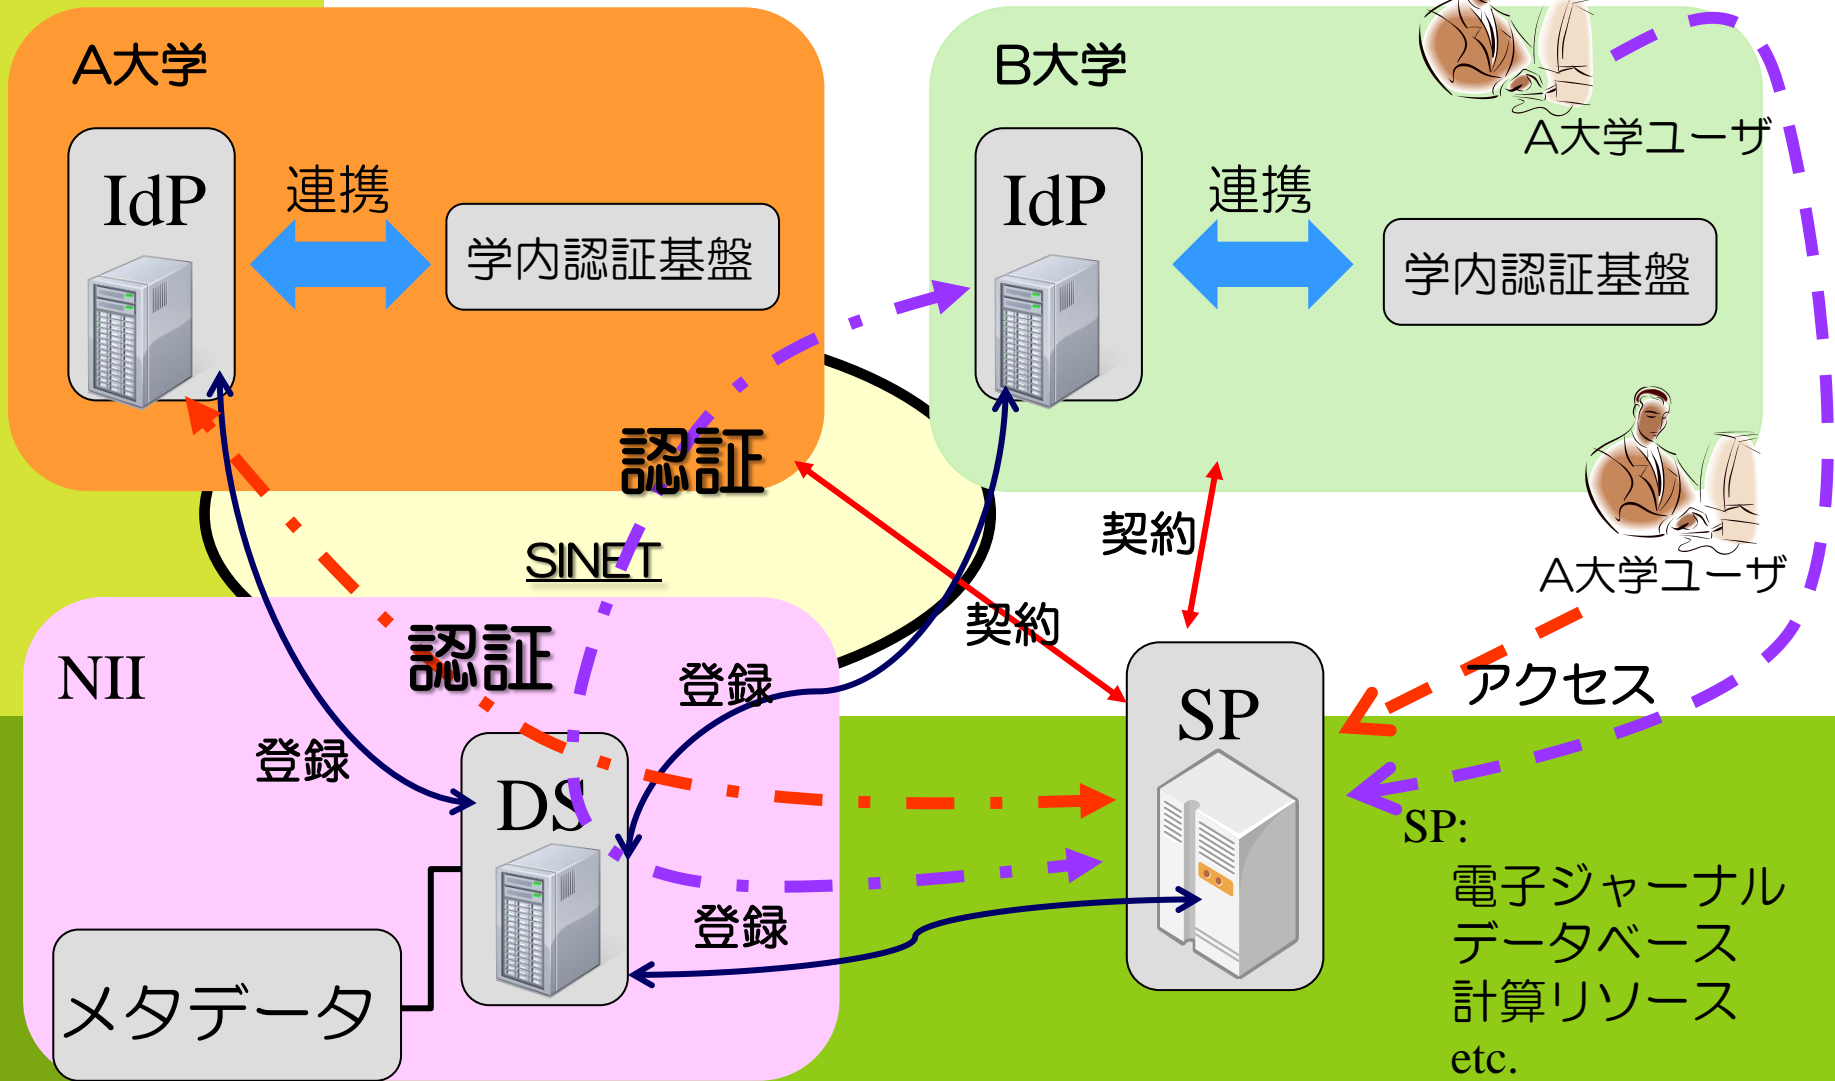 A大学
B大学
A大学ユーザ
IdP
連携
学内認証基盤
IdP
連携
学内認証基盤
認証
SINET
契約
契約
A大学ユーザ
認証
NII
登録
登録
アクセス
SP
DS
登録
メタデータ
SP:
電子ジャーナル
データベース
計算リソース
etc.